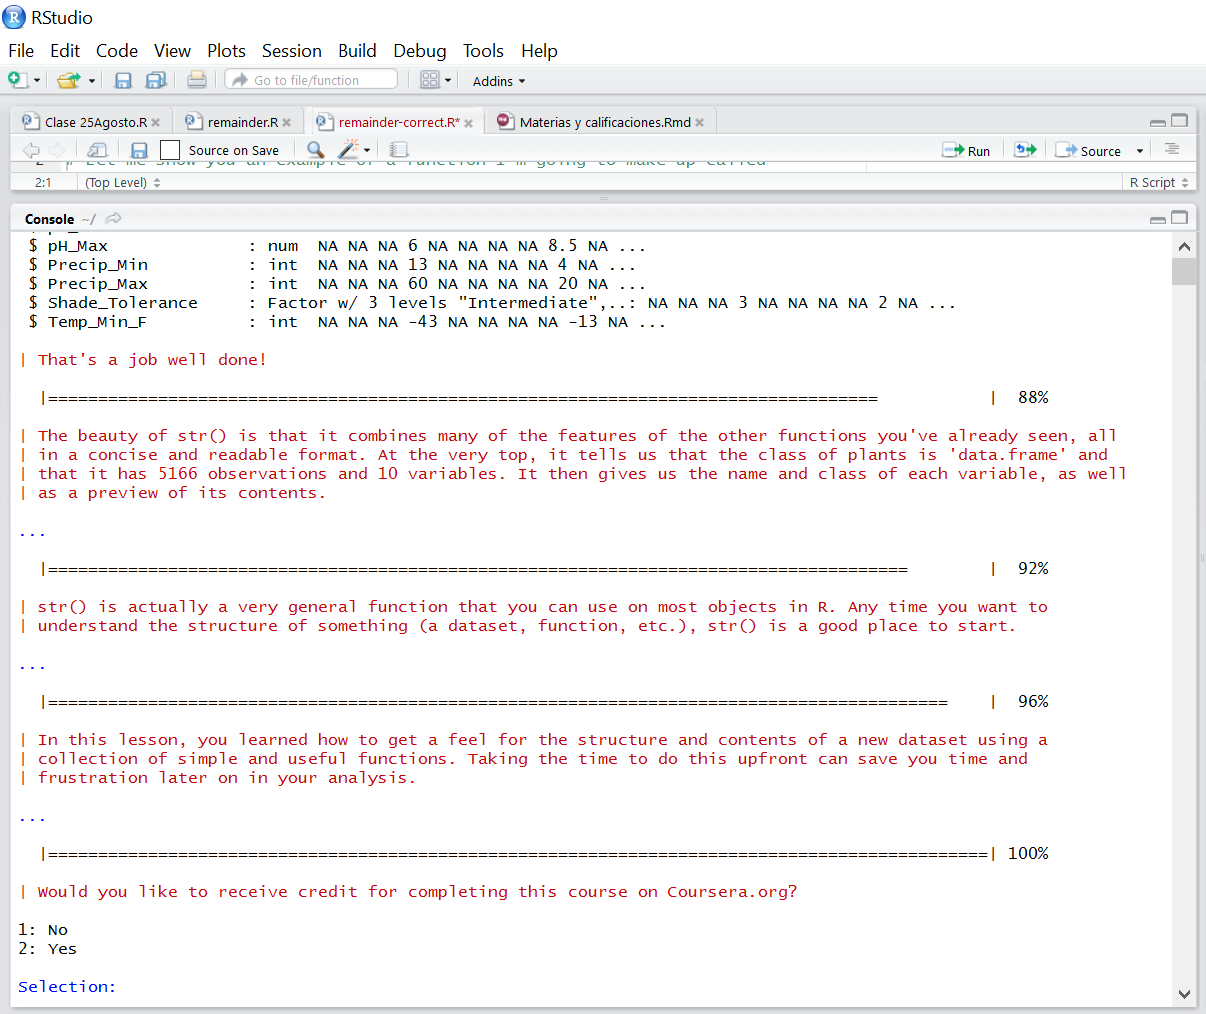 RStudio
File Edit Code View Plots Session Build Debug Tools Help
Go to file/function Addins
Clase 25Agosto.R remainder.R remainder-correct.R* Materias y calificaciones.Rmd
Source on Save Run Source
2 # Let me show you an example of a function I'm going to make up called
2:1 (Top Level) R Script
Console ~/
$ pH_Max : num NA NA NA 6 NA NA NA NA 8.5 NA ...
$ Precip_Min : int NA NA NA 13 NA NA NA NA 4 NA ...
$ Precip_Max : int NA NA NA 60 NA NA NA NA 20 NA ...
$ Shade_Tolerance : Factor w/ 3 levels "Intermediate",..: NA NA NA 3 NA NA NA NA 2 NA ...
$ Temp_Min_F : int NA NA NA -43 NA NA NA NA -13 NA ...
| That's a job well done!
|===================================================================================| 88%
| The beauty of str() is that it combines many of the features of the other functions you've already seen, all
| in a concise and readable format. At the very top, it tells us that the class of plants is 'data.frame' and
| that it has 5166 observations and 10 variables. It then gives us the name and class of each variable, as well
| as a preview of its contents.
...
|======================================================================================| 92%
| str() is actually a very general function that you can use on most objects in R. Any time you want to
| understand the structure of something (a dataset, function, etc.), str() is a good place to start.
...
|==========================================================================================| 96%
| In this lesson, you learned how to get a feel for the structure and contents of a new dataset using a
| collection of simple and useful functions. Taking the time to do this upfront can save you time and
| frustration later on in your analysis.
...
|==============================================================================================| 100%
| Would you like to receive credit for completing this course on Coursera.org?
1: No
2: Yes
Selection: